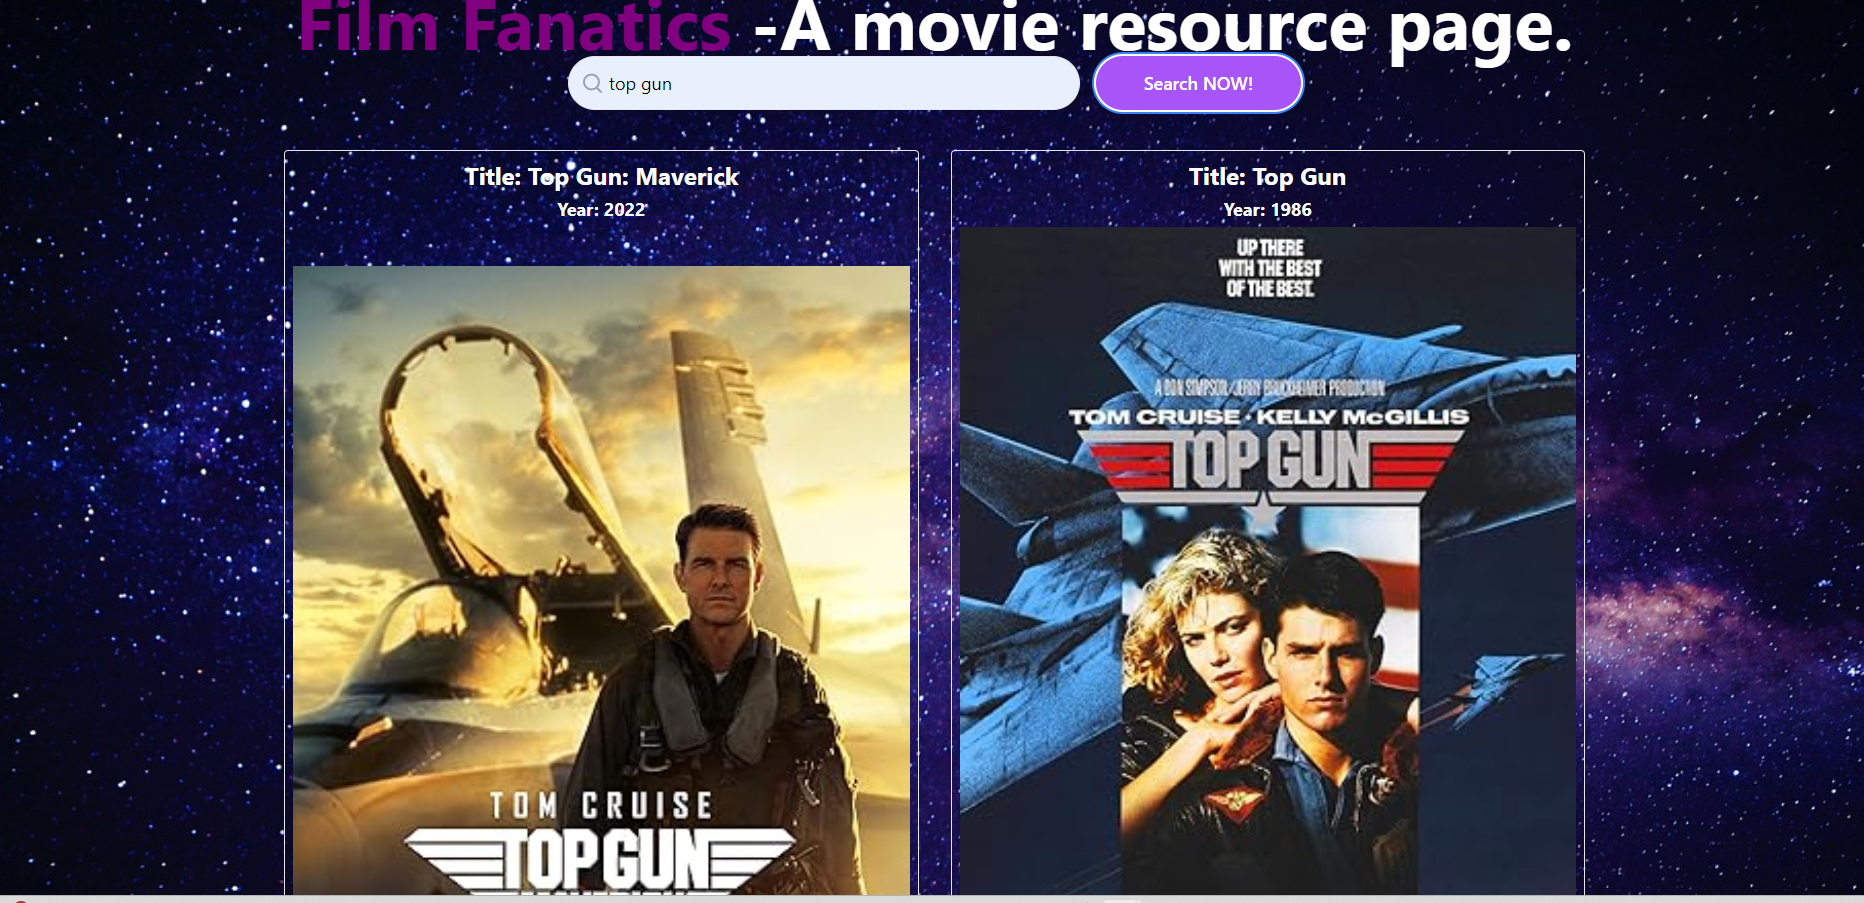 Film Fanatics -A movie resource page.
top gun
Search NOW!
Title: Top Gun: Maverick
Year: 2022
TOM CRUISE
TOP GUN
MAVERICK
Title: Top Gun
Year: 1986
UP THERE
WITH THE BEST
OF THE BEST.
A DON SIMPSON/JERRY BRUCKHEIMER PRODUCTION
TOM CRUISE · KELLY McGILLIS
TOP GUN